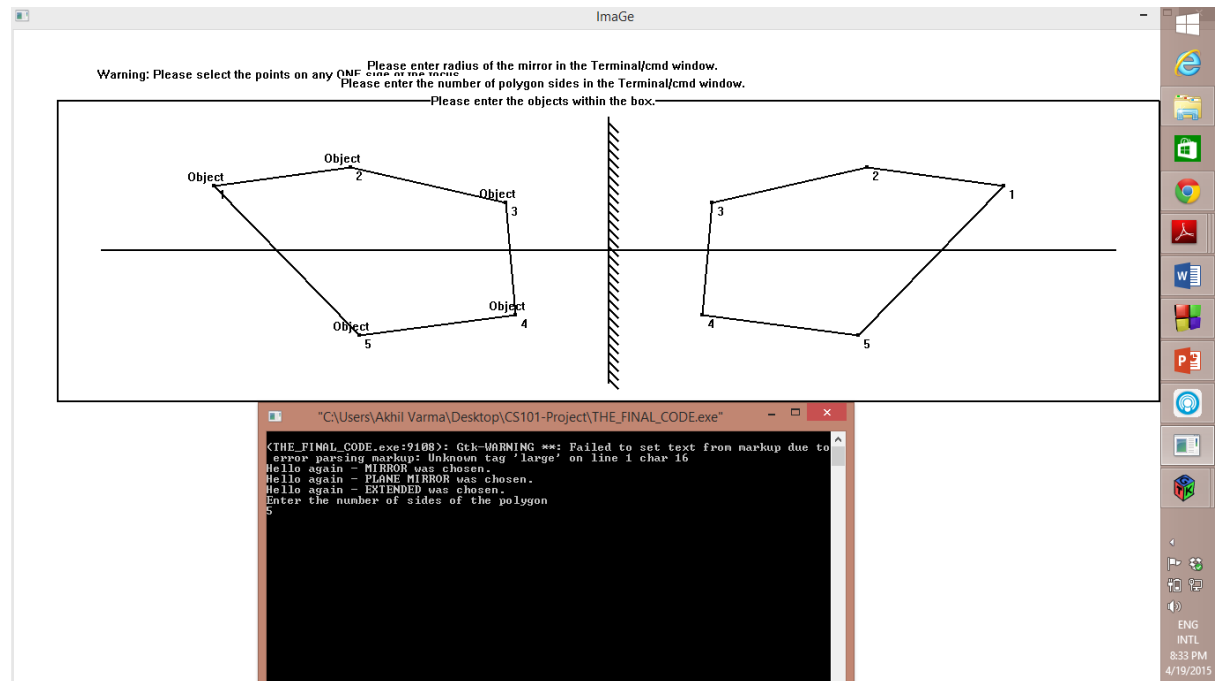 ImaGe
Please enter radius of the mirror in the Terminal/cmd window.
Warning: Please select the points on any ONE side of the focus
Please enter the number of polygon sides in the Terminal/cmd window.
Please enter the objects within the box.
Object
2
2
Object
1
1
Object
3
3
Object
4
4
Object
5
5
"C:\Users\Akhil Varma\Desktop\CS101-Project\THE_FINAL_CODE.exe"
(THE_FINAL_CODE.exe:9108): Gtk-WARNING **: Failed to set text from markup due to
error parsing markup: Unknown tag 'large' on line 1 char 16
Hello again - MIRROR was chosen.
Hello again - PLANE MIRROR was chosen.
Hello again - EXTENDED was chosen.
Enter the number of sides of the polygon
5
ENG
INTL
8:33 PM
4/19/2015